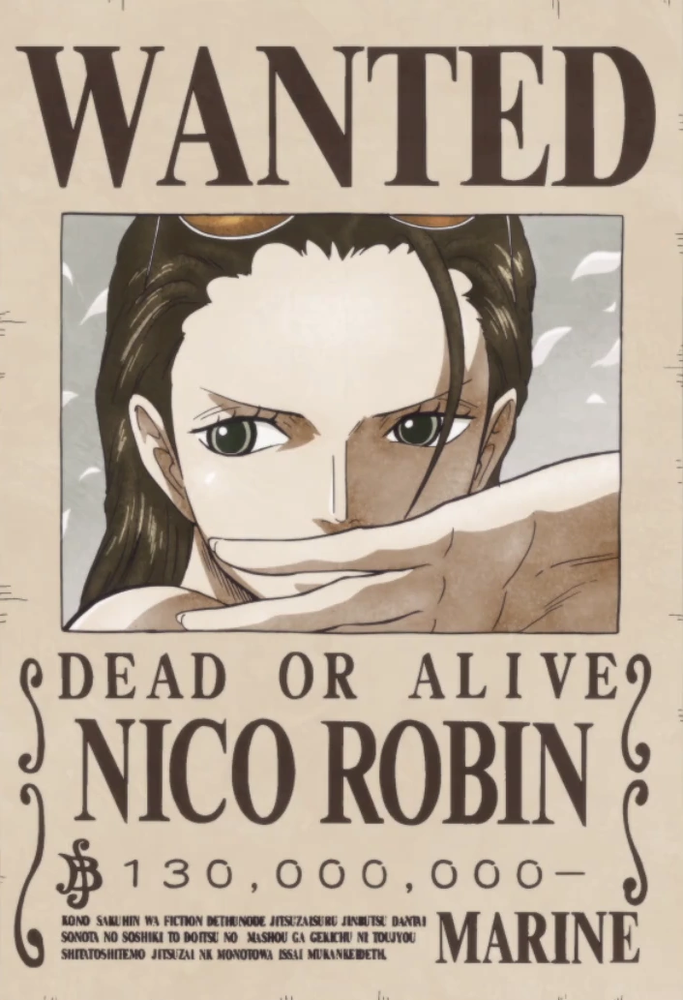 WANTED
DEAD OR ALIVE
NICO ROBIN
฿130,000,000—
KONO SAKUHIN WA FICTION DETHUNODE JITSUZAISURU JINBUTSU DANTAI
SONOTA NO SOSHIKI TO DOITSU NO MASHOU GA GEKICHU NI TOUJYOU
SHITATOSHITEMO JITSUZAI NK MONOTOWA ISSAI MUKANKEIDETH.
MARINE